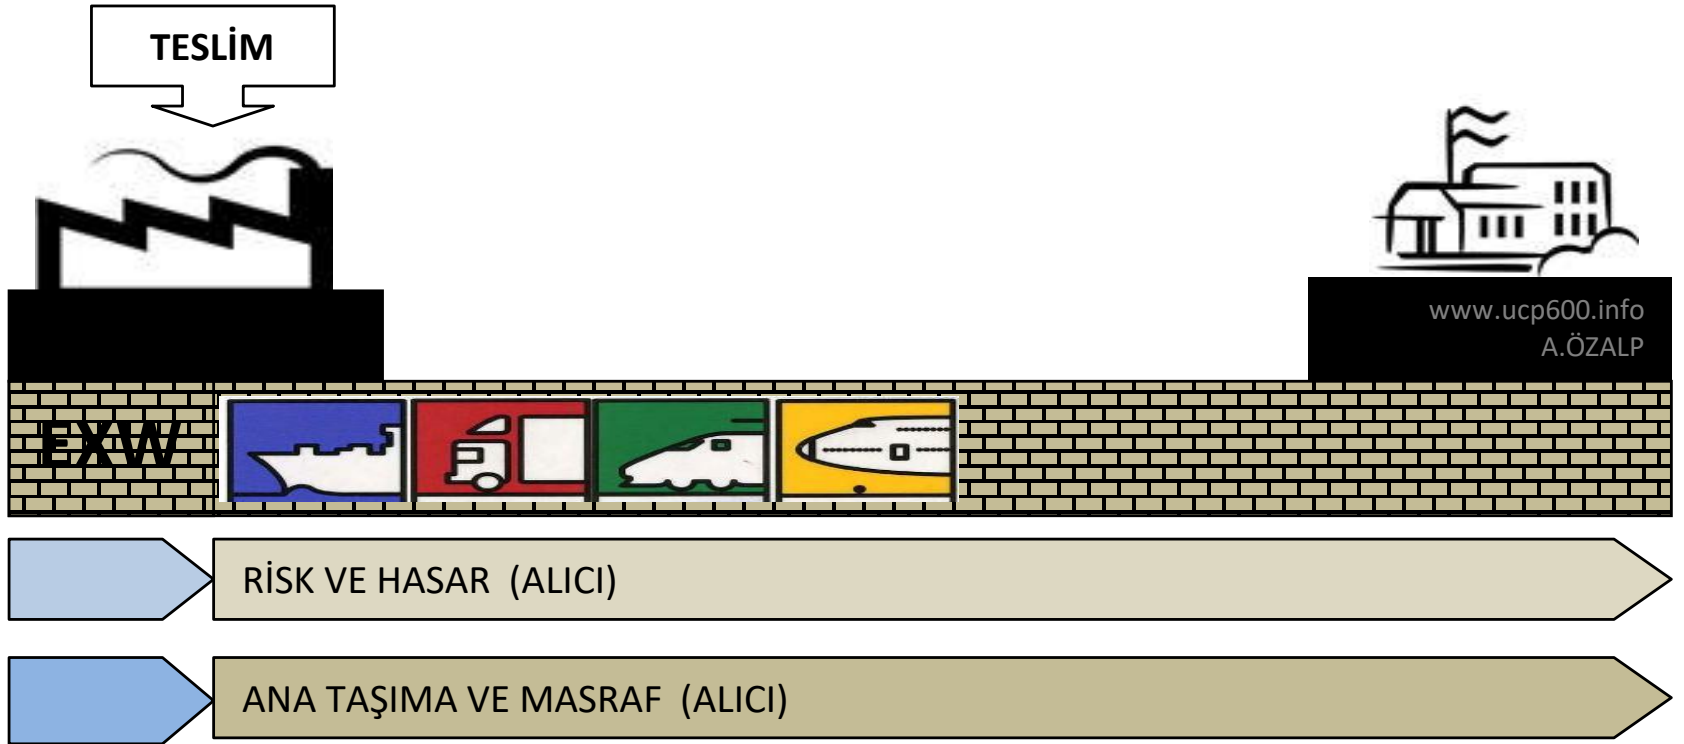 TESLİM
www.ucp600.info
A.ÖZALP
EXW
RİSK VE HASAR (ALICI)
ANA TAŞIMA VE MASRAF (ALICI)